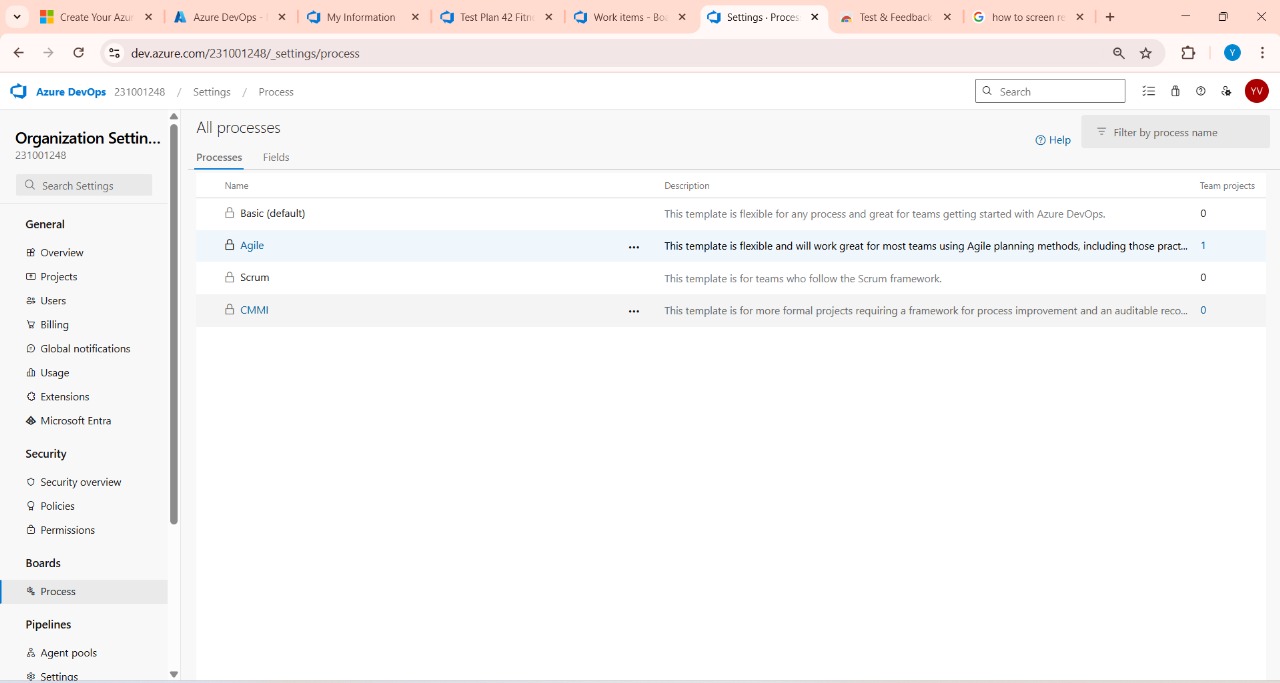 Create Your Azur
Azure DevOps -
My Information
Test Plan 42 Fitn
Work items - Bo
Settings · Proces
Test & Feedback
how to screen re
dev.azure.com/231001248/_settings/process
Y
Azure DevOps 231001248 / Settings / Process
Search
YV
Organization Settin...
231001248
Search Settings
General
Overview
Projects
Users
Billing
Global notifications
Usage
Extensions
Microsoft Entra
Security
Security overview
Policies
Permissions
Boards
Process
Pipelines
Agent pools
Settings
All processes
Help
Filter by process name
Processes Fields
Name Description Team projects
Basic (default) This template is flexible for any process and great for teams getting started with Azure DevOps. 0
Agile ... This template is flexible and will work great for most teams using Agile planning methods, including those pract... 1
Scrum This template is for teams who follow the Scrum framework. 0
CMMI ... This template is for more formal projects requiring a framework for process improvement and an auditable reco... 0